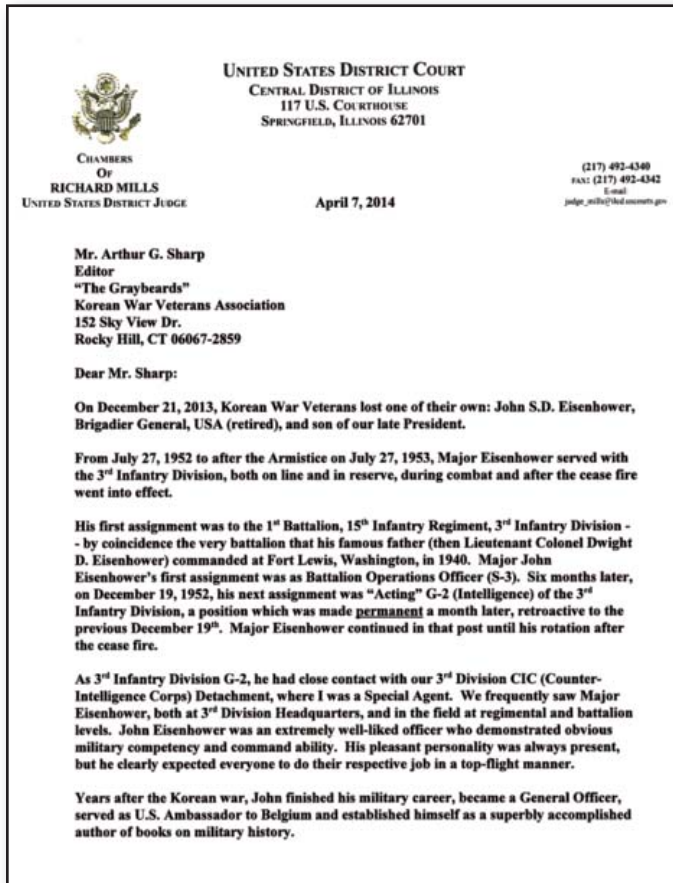 UNITED STATES DISTRICT COURT
CENTRAL DISTRICT OF ILLINOIS
117 U.S. COURTHOUSE
SPRINGFIELD, ILLINOIS 62701
CHAMBERS
OF
RICHARD MILLS
UNITED STATES DISTRICT JUDGE
(217) 492-4340
FAX: (217) 492-4342
E-mail
April 7, 2014
Mr. Arthur G. Sharp
Editor
“The Graybeards”
Korean War Veterans Association
152 Sky View Dr.
Rocky Hill, CT 06067-2859
Dear Mr. Sharp:
On December 21, 2013, Korean War Veterans lost one of their own: John S.D. Eisenhower,
Brigadier General, USA (retired), and son of our late President.
From July 27, 1952 to after the Armistice on July 27, 1953, Major Eisenhower served with
the 3rd Infantry Division, both on line and in reserve, during combat and after the cease fire
went into effect.
His first assignment was to the 1st Battalion, 15th Infantry Regiment, 3rd Infantry Division -
- by coincidence the very battalion that his famous father (then Lieutenant Colonel Dwight
D. Eisenhower) commanded at Fort Lewis, Washington, in 1940. Major John
Eisenhower’s first assignment was as Battalion Operations Officer (S-3). Six months later,
on December 19, 1952, his next assignment was “Acting” G-2 (Intelligence) of the 3rd
Infantry Division, a position which was made permanent a month later, retroactive to the
previous December 19th. Major Eisenhower continued in that post until his rotation after
the cease fire.
As 3rd Infantry Division G-2, he had close contact with our 3rd Division CIC (Counter-
Intelligence Corps) Detachment, where I was a Special Agent. We frequently saw Major
Eisenhower, both at 3rd Division Headquarters, and in the field at regimental and battalion
levels. John Eisenhower was an extremely well-liked officer who demonstrated obvious
military competency and command ability. His pleasant personality was always present,
but he clearly expected everyone to do their respective job in a top-flight manner.
Years after the Korean war, John finished his military career, became a General Officer,
served as U.S. Ambassador to Belgium and established himself as a superbly accomplished
author of books on military history.